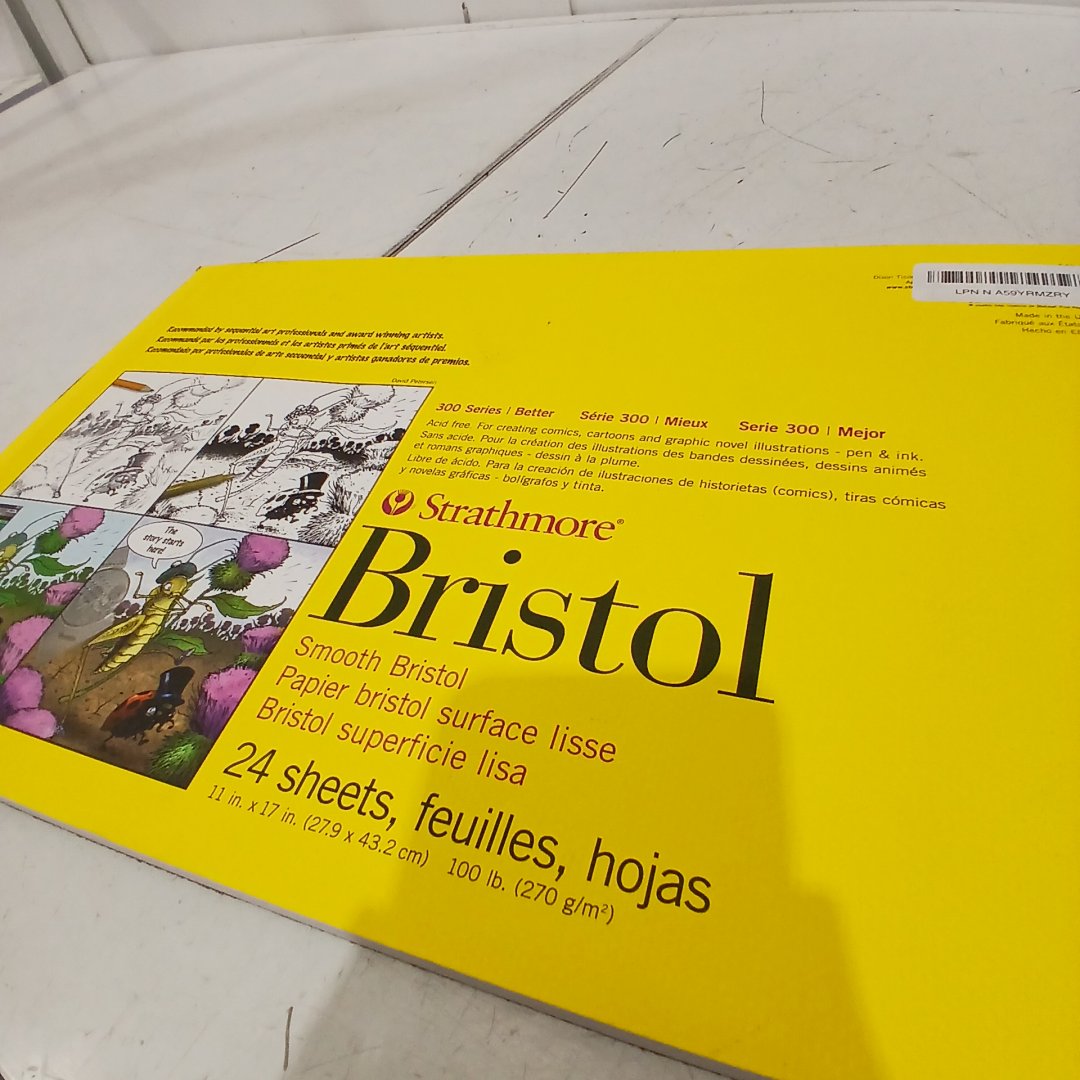 LPN N A59YRMZRY
Made in the
Fabriqué aux État
Hecho en
Recommended by sequential art professionals and award winning artists.
Recommandé par les professionnels et les artistes primés de l'art séquentiel.
Recomendado por profesionales de arte secuencial y artistas ganadores de premios.
David Petersen
300 Series | Better Série 300 | Mieux Serie 300 | Mejor
Acid free. For creating comics, cartoons and graphic novel illustrations - pen & ink.
Sans acide. Pour la création des illustrations des bandes dessinées, dessins animés
et romans graphiques - dessin à la plume.
Libre de ácido. Para la creación de ilustraciones de historietas (comics), tiras cómicas
y novelas gráficas - bolígrafos y tinta.
Strathmore®
Bristol
The
story starts
here!
Smooth Bristol
Papier bristol surface lisse
Bristol superficie lisa
24 sheets, feuilles, hojas
11 in. x 17 in. (27.9 x 43.2 cm) 100 lb. (270 g/m²)